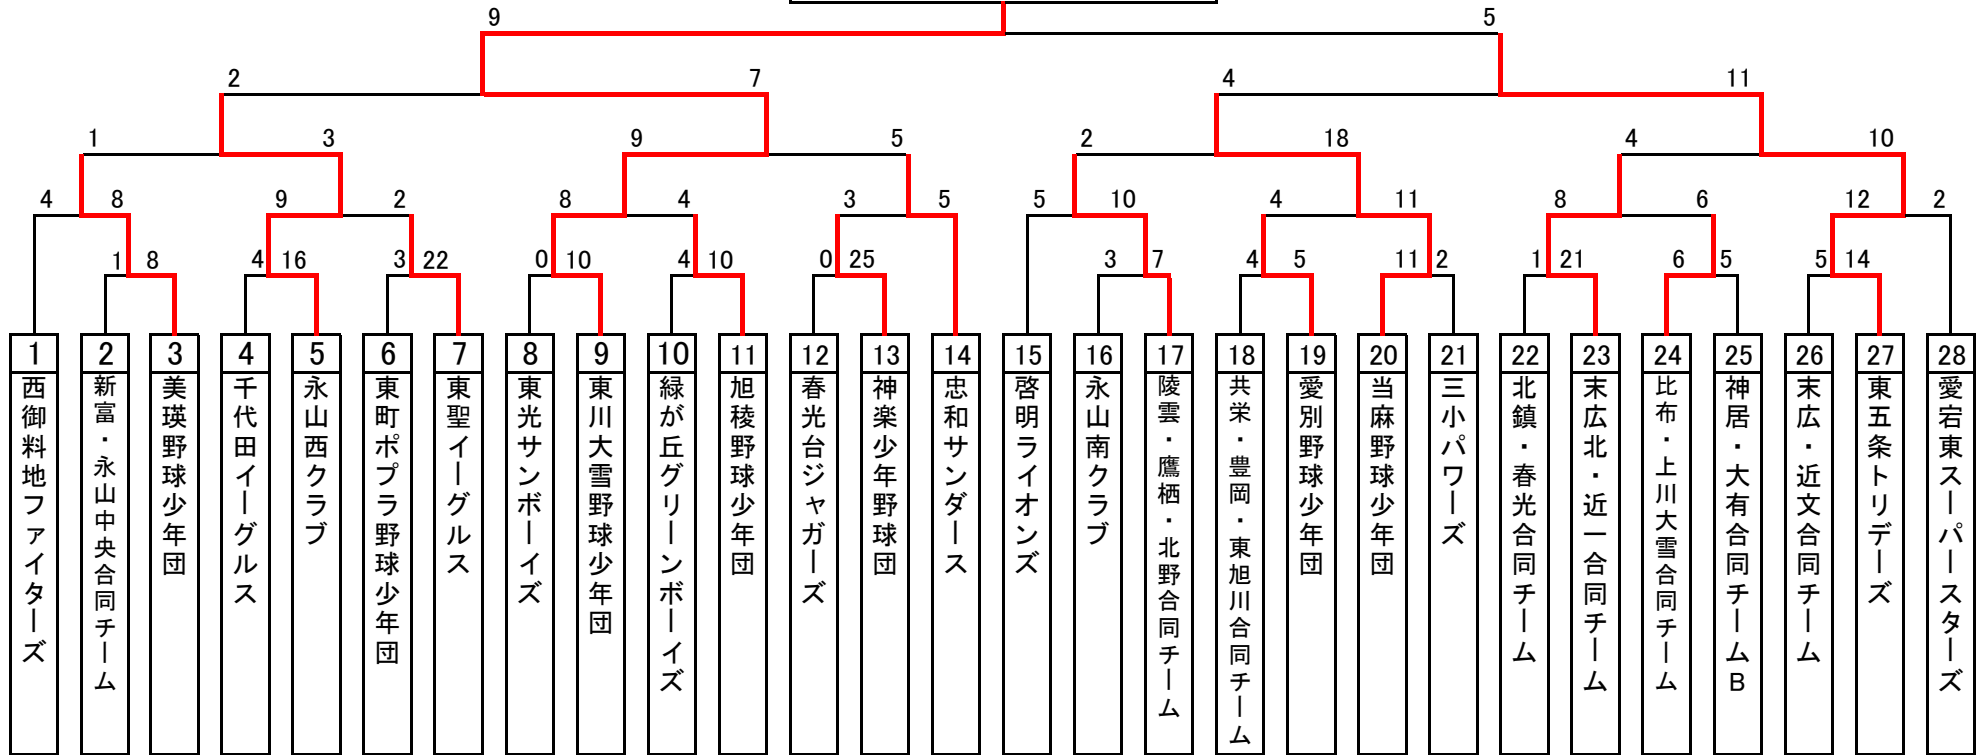 9 5
2 7 4 11
1 3 9 5 2 18 4 10
4 8 9 2 8 4 3 5 5 10 4 11 8 6 12 2
1 8 4 16 3 22 0 10 4 10 0 25 3 7 4 5 11 2 1 21 6 5 5 14
1 2 3 4 5 6 7 8 9 10 11 12 13 14 15 16 17 18 19 20 21 22 23 24 25 26 27 28
西御料地ファイターズ
新富・永山中央合同チーム
美瑛野球少年団
千代田イーグルス
永山西クラブ
東町ポプラ野球少年団
東聖イーグルス
東光サンボーイズ
東川大雪野球少年団
緑が丘グリーンボーイズ
旭稜野球少年団
春光台ジャガーズ
神楽少年野球団
忠和サンダース
啓明ライオンズ
永山南クラブ
陵雲・鷹栖・北野合同チーム
共栄・豊岡・東旭川合同チーム
愛別野球少年団
当麻野球少年団
三小パワーズ
北鎮・春光合同チーム
末広北・近一合同チーム
比布・上川大雪合同チーム
神居・大有合同チームB
末広・近文合同チーム
東五条トリデーズ
愛宕東スーパースターズ